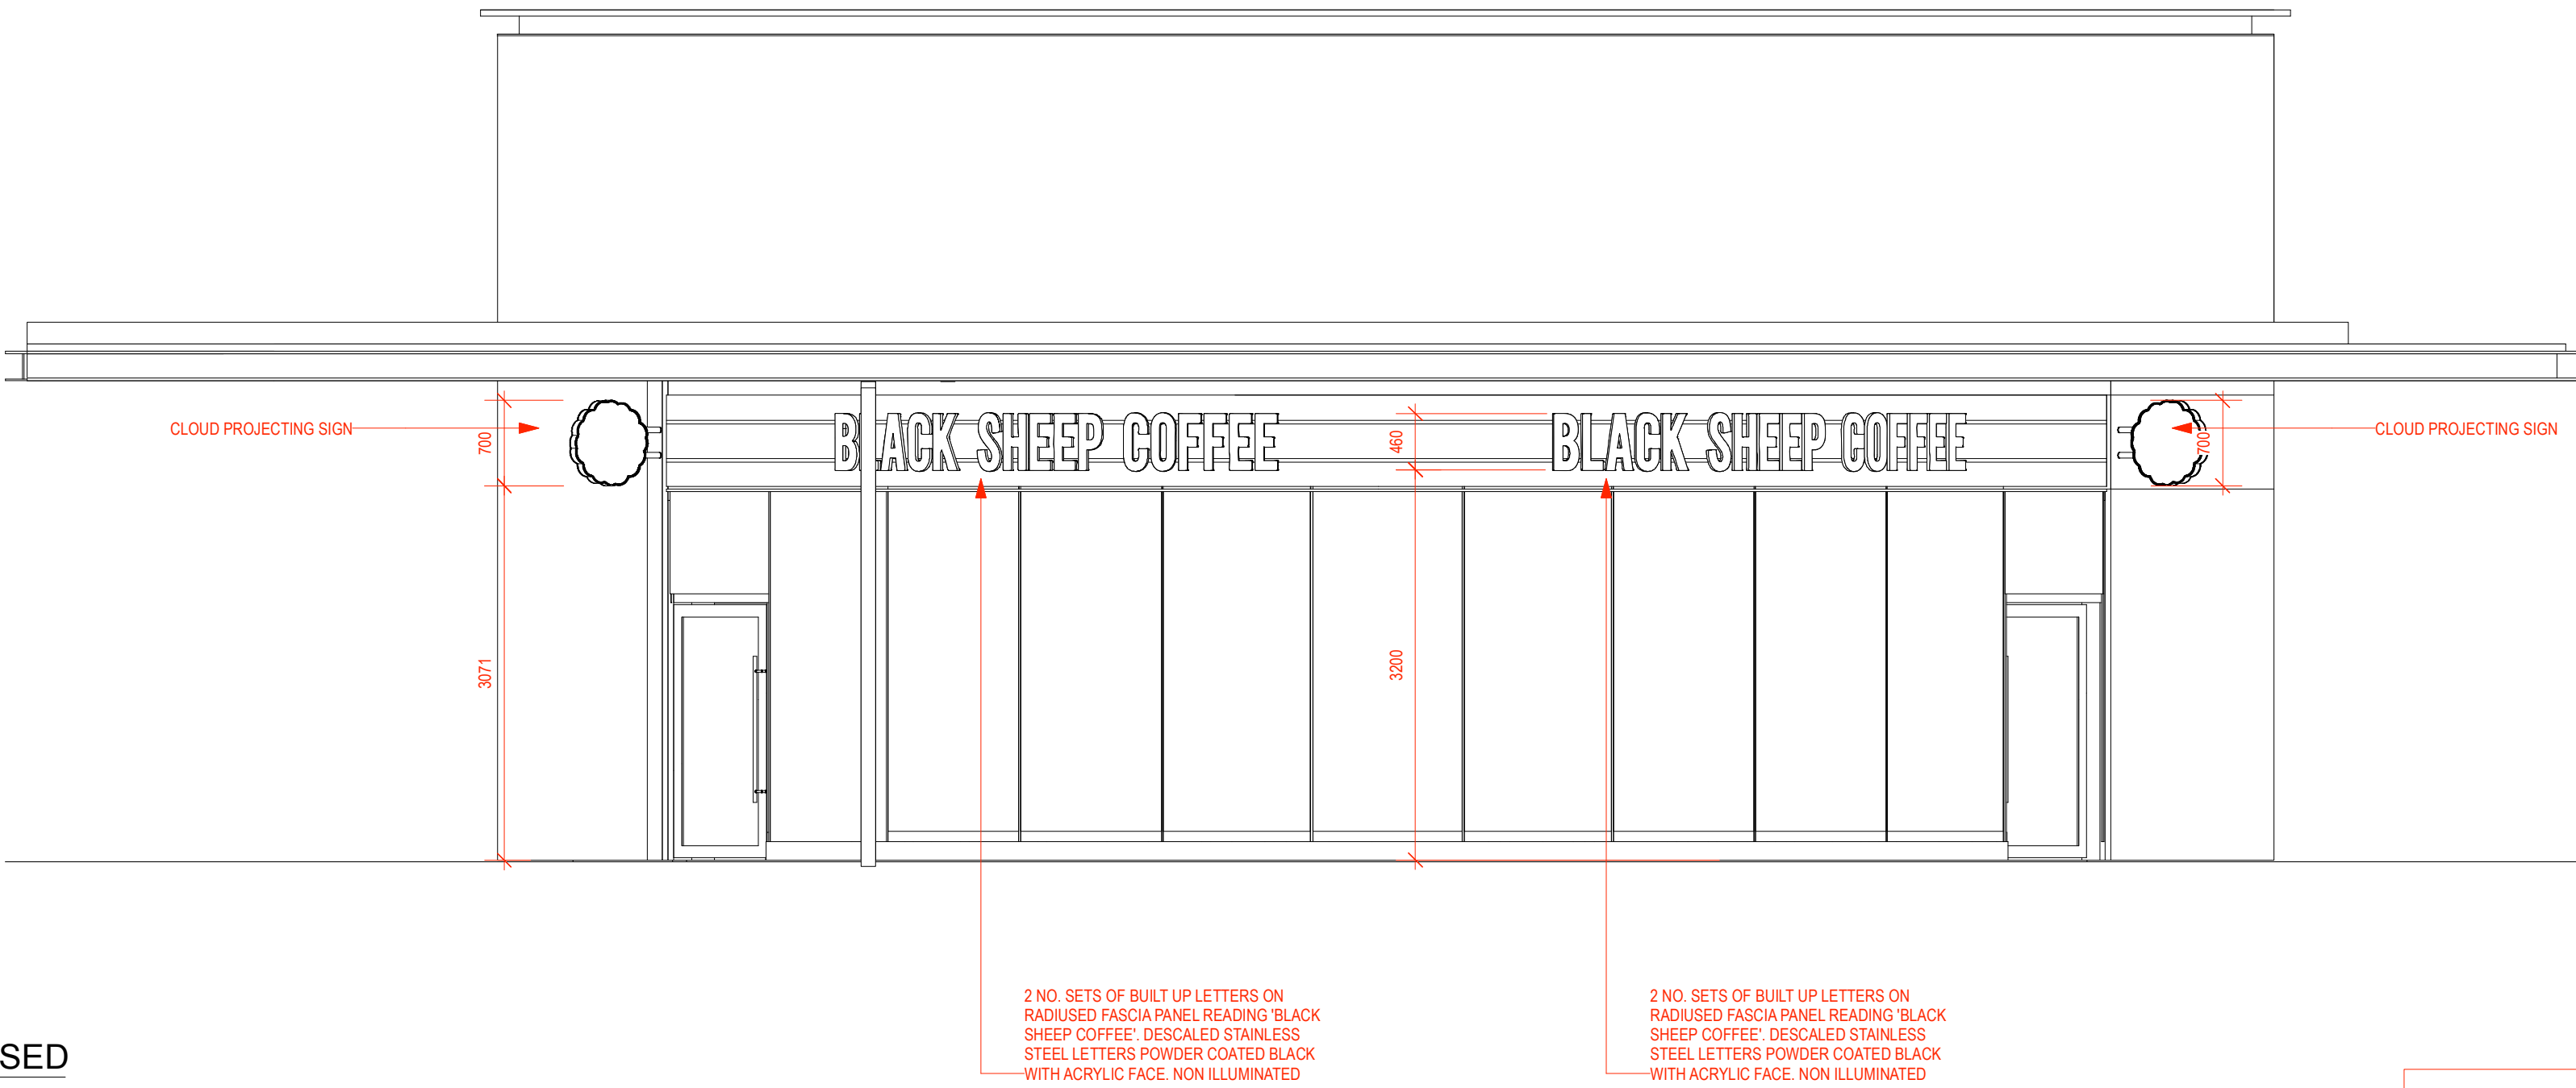 CLOUD PROJECTING SIGN
700
BLACK SHEEP COFFEE
460
BLACK SHEEP COFFEE
700
CLOUD PROJECTING SIGN
3071
3200
2 NO. SETS OF BUILT UP LETTERS ON
RADIUSED FASCIA PANEL READING 'BLACK
SHEEP COFFEE'. DESCALED STAINLESS
STEEL LETTERS POWDER COATED BLACK
WITH ACRYLIC FACE. NON ILLUMINATED
2 NO. SETS OF BUILT UP LETTERS ON
RADIUSED FASCIA PANEL READING 'BLACK
SHEEP COFFEE'. DESCALED STAINLESS
STEEL LETTERS POWDER COATED BLACK
WITH ACRYLIC FACE. NON ILLUMINATED
SED